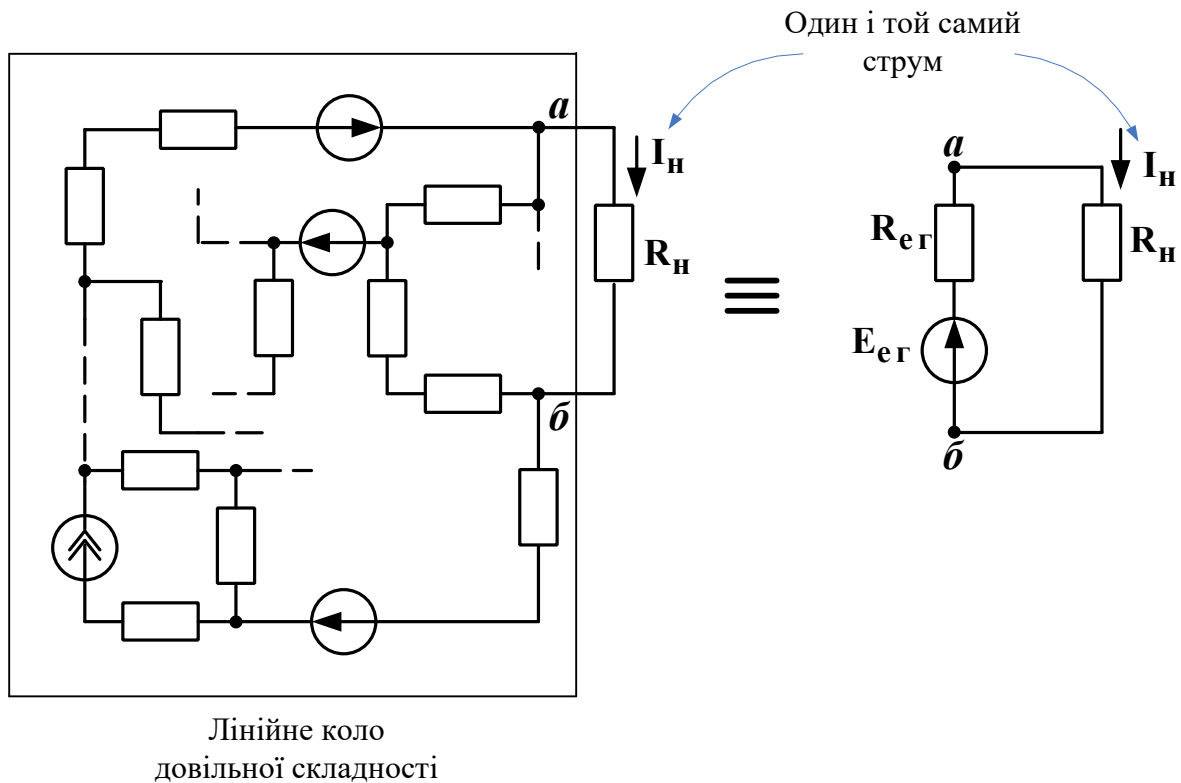 Один і той самий
струм
а
Iн
Rн
б
а
Iн
Rе г
Rн
Eе г
б
Лінійне коло
довільної складності